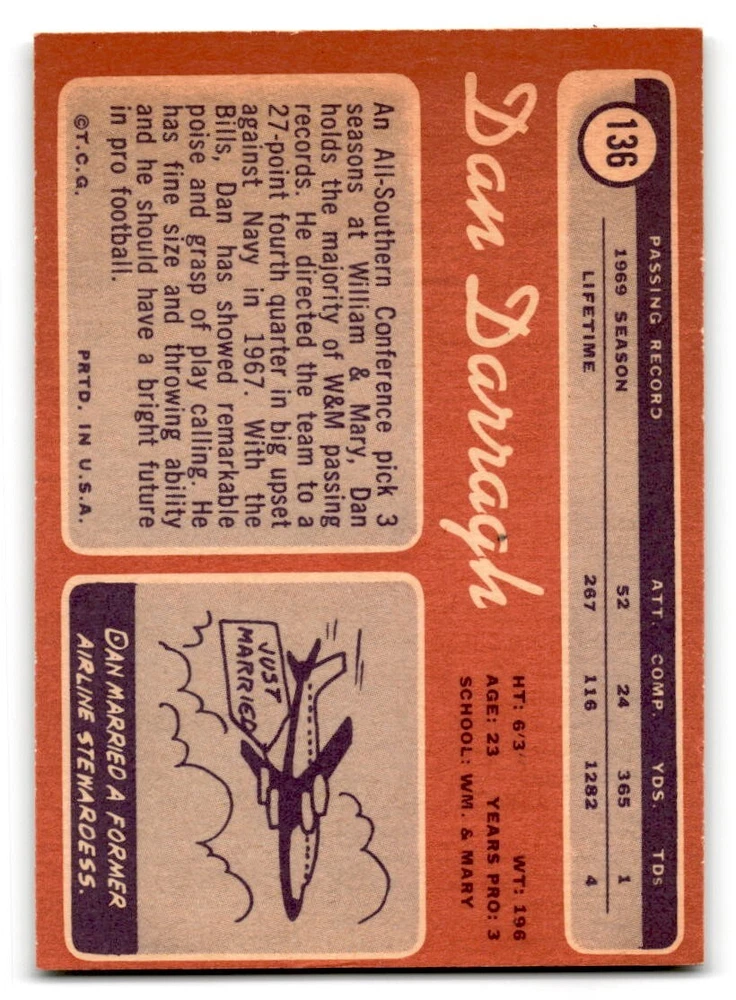 136
PASSING RECORD ATT. COMP. YDS. TDs
1969 SEASON 52 24 365 1
LIFETIME 267 116 1282 4
Dan Darragh
HT: 6'3" WT: 196
AGE: 23 YEARS PRO: 3
SCHOOL: WM. & MARY
An All-Southern Conference pick 3
seasons at William & Mary, Dan
holds the majority of W&M passing
records. He directed the team to a
27-point fourth quarter in big upset
against Navy in 1967. With the
Bills, Dan has showed remarkable
poise and grasp of play calling. He
has fine size and throwing ability
and he should have a bright future
in pro football.
©T.C.G. PRTD. IN U.S.A.
JUST
MARRIED
DAN MARRIED A FORMER
AIRLINE STEWARDESS.